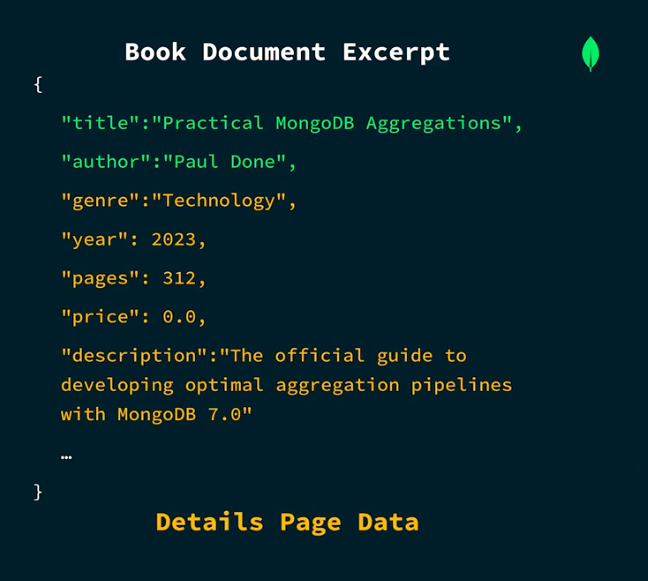 Book Document Excerpt
{
"title":"Practical MongoDB Aggregations",
"author":"Paul Done",
"genre":"Technology",
"year": 2023,
"pages": 312,
"price": 0.0,
"description":"The official guide to
developing optimal aggregation pipelines
with MongoDB 7.0"
…
}
Details Page Data